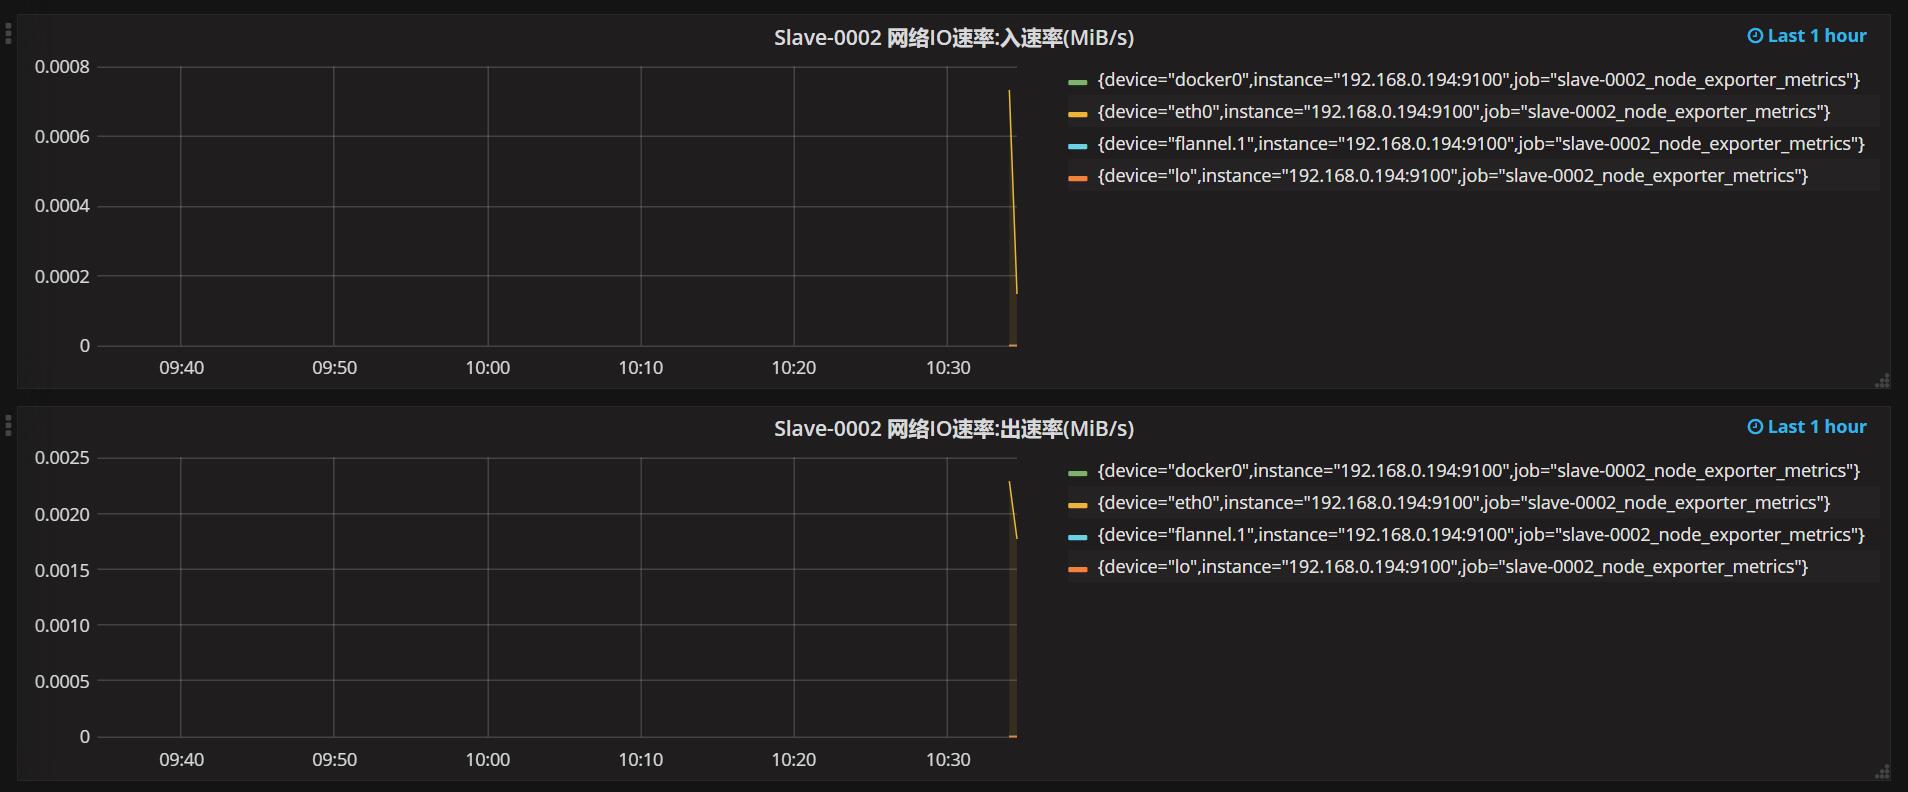 Slave-0002 网络IO速率:入速率(MiB/s)
Last 1 hour
0.0008
0.0006
0.0004
0.0002
0
09:40 09:50 10:00 10:10 10:20 10:30
{device="docker0",instance="192.168.0.194:9100",job="slave-0002_node_exporter_metrics"}
{device="eth0",instance="192.168.0.194:9100",job="slave-0002_node_exporter_metrics"}
{device="flannel.1",instance="192.168.0.194:9100",job="slave-0002_node_exporter_metrics"}
{device="lo",instance="192.168.0.194:9100",job="slave-0002_node_exporter_metrics"}
Slave-0002 网络IO速率:出速率(MiB/s)
Last 1 hour
0.0025
0.0020
0.0015
0.0010
0.0005
0
09:40 09:50 10:00 10:10 10:20 10:30
{device="docker0",instance="192.168.0.194:9100",job="slave-0002_node_exporter_metrics"}
{device="eth0",instance="192.168.0.194:9100",job="slave-0002_node_exporter_metrics"}
{device="flannel.1",instance="192.168.0.194:9100",job="slave-0002_node_exporter_metrics"}
{device="lo",instance="192.168.0.194:9100",job="slave-0002_node_exporter_metrics"}